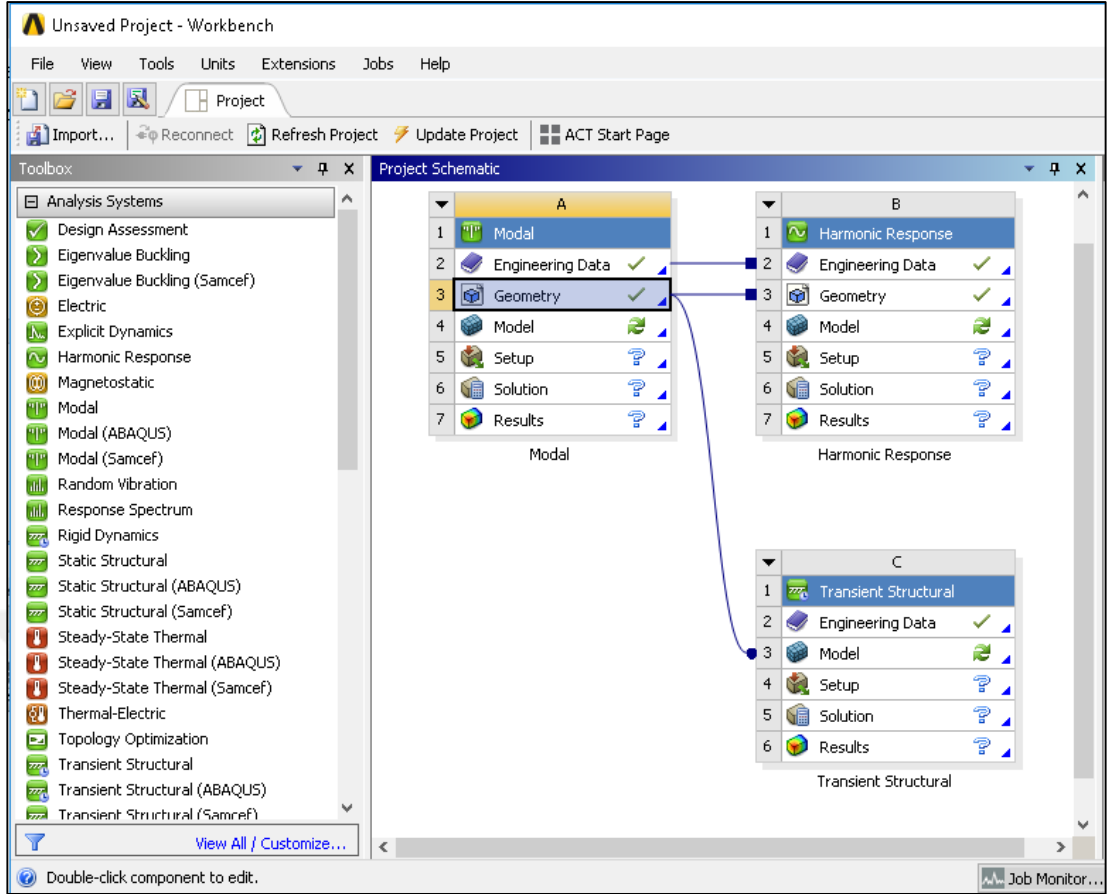 Unsaved Project - Workbench
File View Tools Units Extensions Jobs Help
Project
Import... Reconnect Refresh Project Update Project ACT Start Page
Toolbox
Analysis Systems
Design Assessment
Eigenvalue Buckling
Eigenvalue Buckling (Samcef)
Electric
Explicit Dynamics
Harmonic Response
Magnetostatic
Modal
Modal (ABAQUS)
Modal (Samcef)
Random Vibration
Response Spectrum
Rigid Dynamics
Static Structural
Static Structural (ABAQUS)
Static Structural (Samcef)
Steady-State Thermal
Steady-State Thermal (ABAQUS)
Steady-State Thermal (Samcef)
Thermal-Electric
Topology Optimization
Transient Structural
Transient Structural (ABAQUS)
Transient Structural (Samcef)
View All / Customize...
Project Schematic
A
1 Modal
2 Engineering Data
3 Geometry
4 Model
5 Setup
6 Solution
7 Results
Modal
B
1 Harmonic Response
2 Engineering Data
3 Geometry
4 Model
5 Setup
6 Solution
7 Results
Harmonic Response
C
1 Transient Structural
2 Engineering Data
3 Model
4 Setup
5 Solution
6 Results
Transient Structural
Double-click component to edit.
Job Monitor...